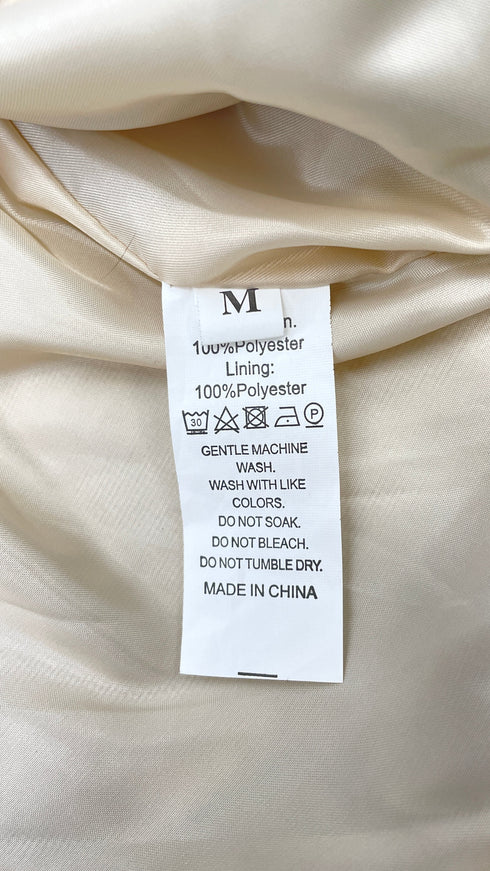 M
n.
100%Polyester
Lining:
100%Polyester
30 P
GENTLE MACHINE
WASH.
WASH WITH LIKE
COLORS.
DO NOT SOAK.
DO NOT BLEACH.
DO NOT TUMBLE DRY.
MADE IN CHINA